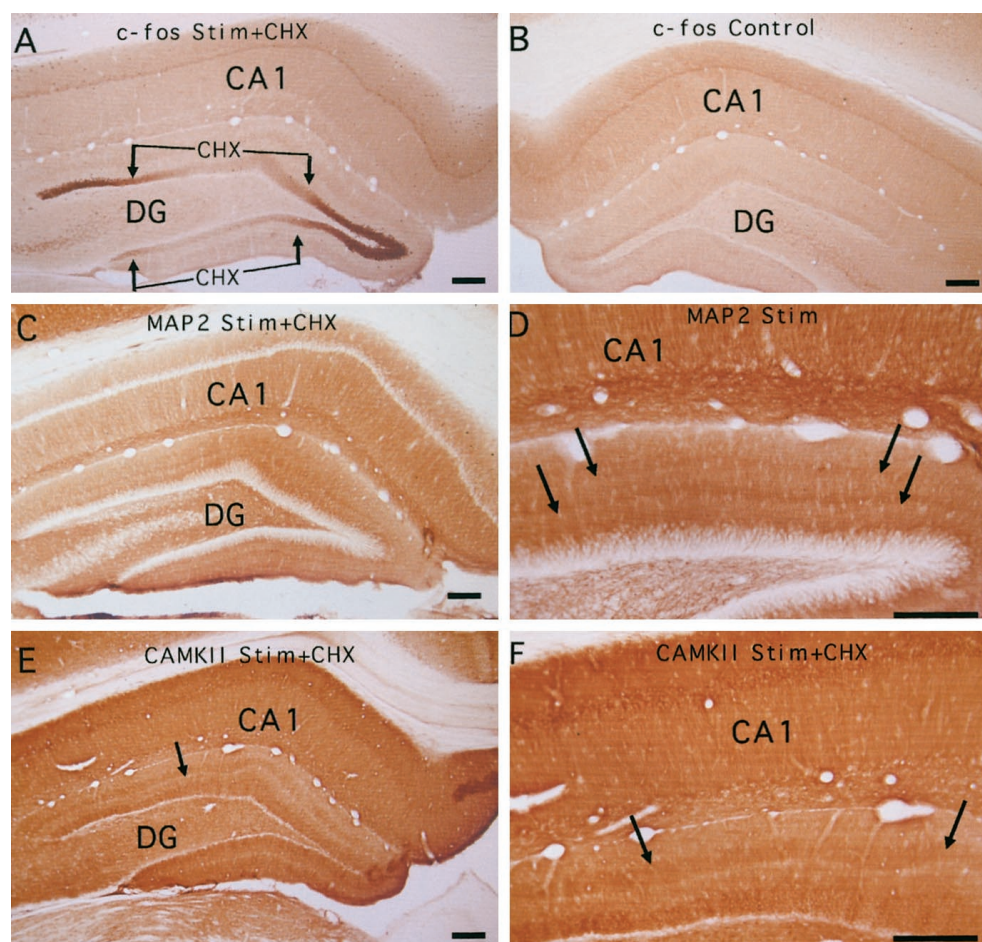 A
c-fos Stim+CHX
CA1
CHX
DG
CHX
B
c-fos Control
CA1
DG
C
MAP2 Stim+CHX
CA1
DG
D
MAP2 Stim
CA1
E
CAMKII Stim+CHX
CA1
DG
F
CAMKII Stim+CHX
CA1